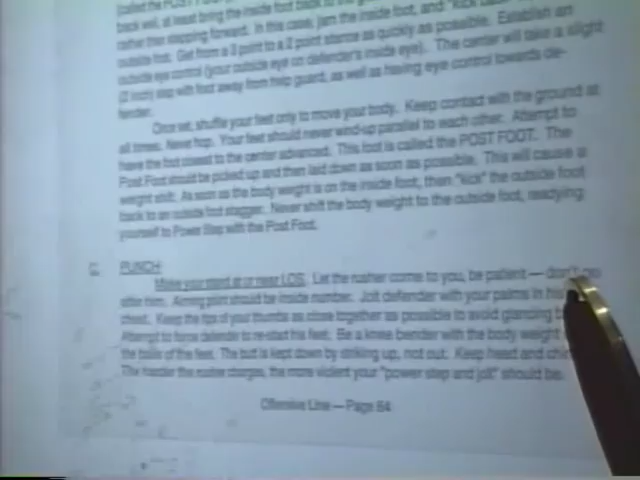 called the POST FOOT
back well, at least bring the inside foot back to the
rather than stepping forward. In this case, jam the inside foot, and "kick back"
outside foot. Get from a 3 point to a 2 point stance as quickly as possible. Establish an
outside eye control (your outside eye on defender's inside eye). The center will take a slight
(2 inch) step with foot away from help guard, as well as having eye control towards de-
fender.
Once set, shuffle your feet only to move your body. Keep contact with the ground at
all times. Never hop. Your feet should never wind-up parallel to each other. Attempt to
have the foot closest to the center advanced. This foot is called the POST FOOT. The
Post Foot should be picked up and then laid down as soon as possible. This will cause a
weight shift. As soon as the body weight is on the inside foot, then "kick" the outside foot
back to an outside foot stagger. Never shift the body weight to the outside foot, readying
yourself to Power Step with the Post Foot.
C. PUNCH
Make your stand at or near LOS. Let the rusher come to you, be patient — don't go
after him. Aiming point should be inside number. Jolt defender with your palms in his
chest. Keep the tips of your thumbs as close together as possible to avoid glancing
Attempt to force defender to re-start his feet. Be a knee bender with the body weight
the balls of the feet. The butt is kept down by striking up, not out. Keep head and chin
The harder the rusher charges, the more violent your "power step and jolt" should be.
Offensive Line — Page 64